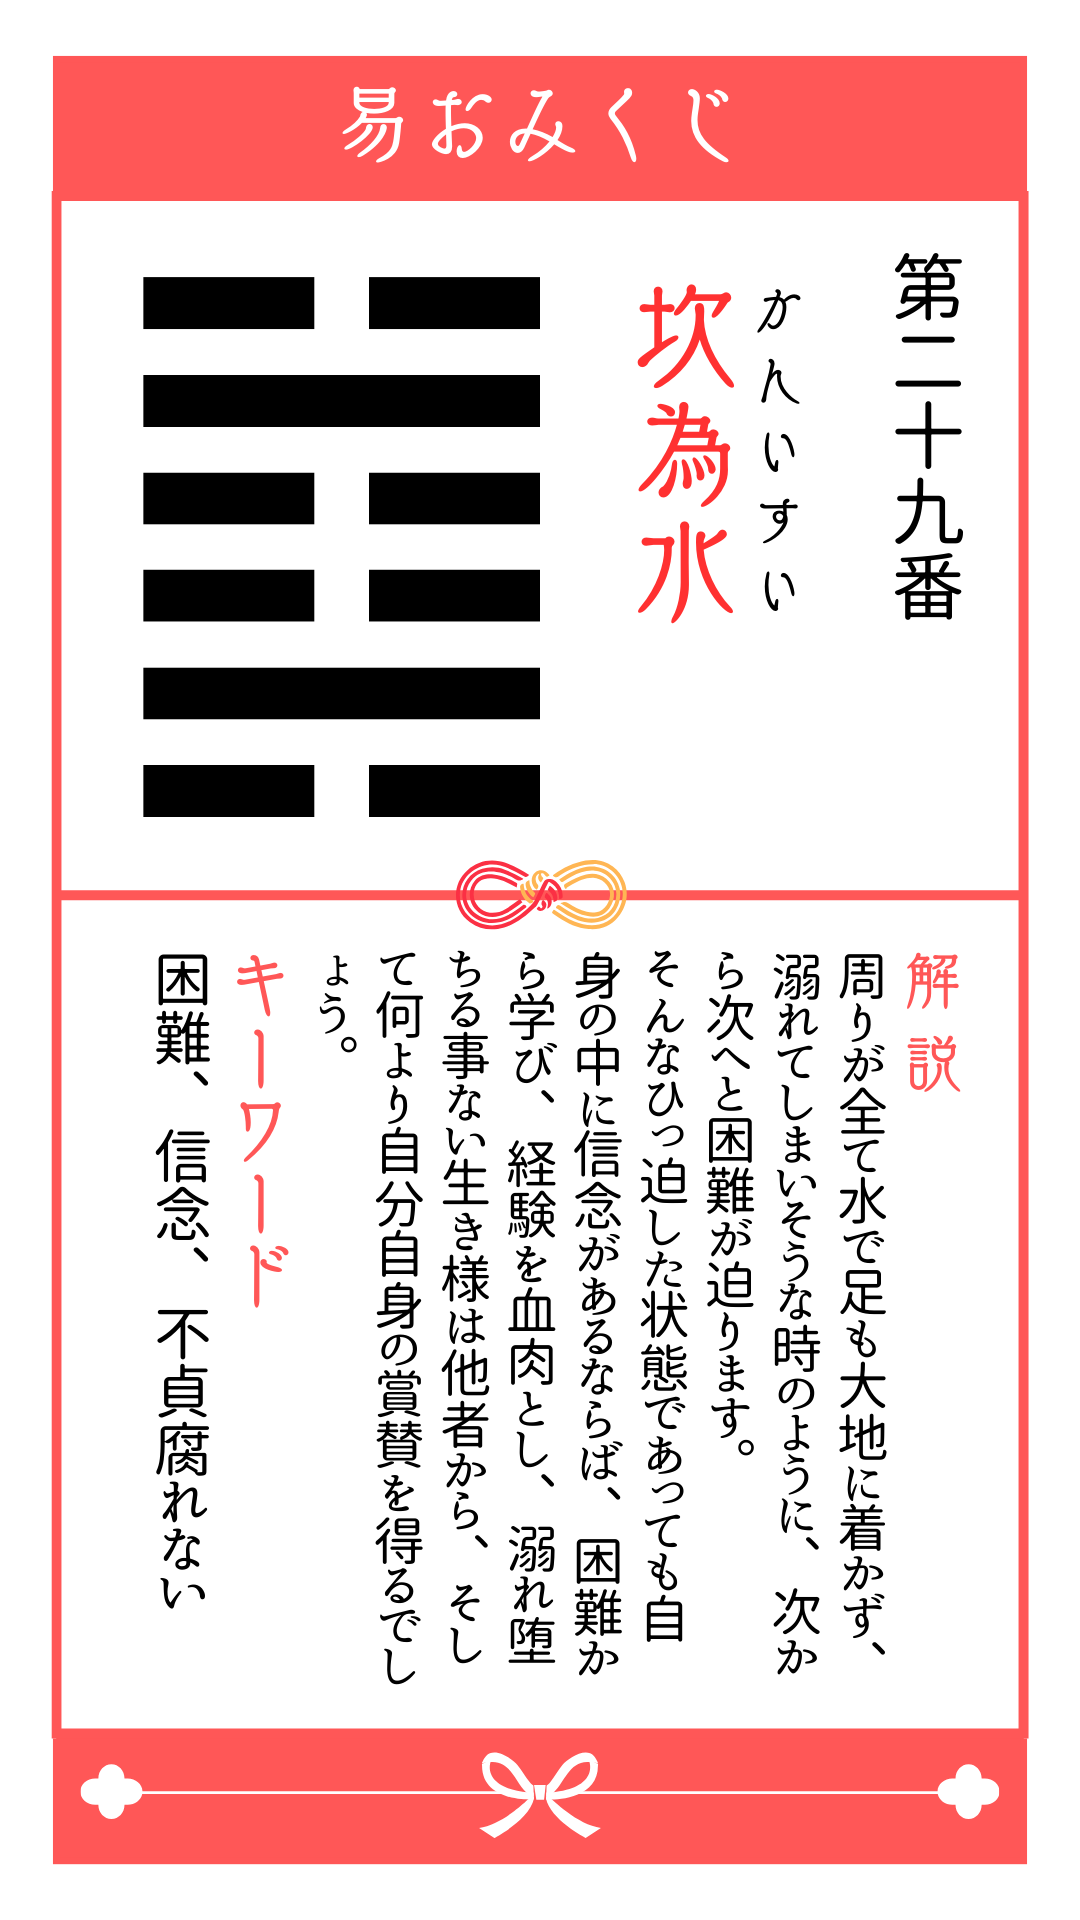 易おみくじ
第二十九番
かんいすい
坎為水
解説
周りが全て水で足も大地に着かず、
溺れてしまいそうな時のように、次か
ら次へと困難が迫ります。
そんなひっ迫した状態であっても自
身の中に信念があるならば、困難か
ら学び、経験を血肉とし、溺れ堕
ちる事ない生き様は他者から、そし
て何より自分自身の賞賛を得るでし
ょう。
キーワード
困難、信念、不貞腐れない